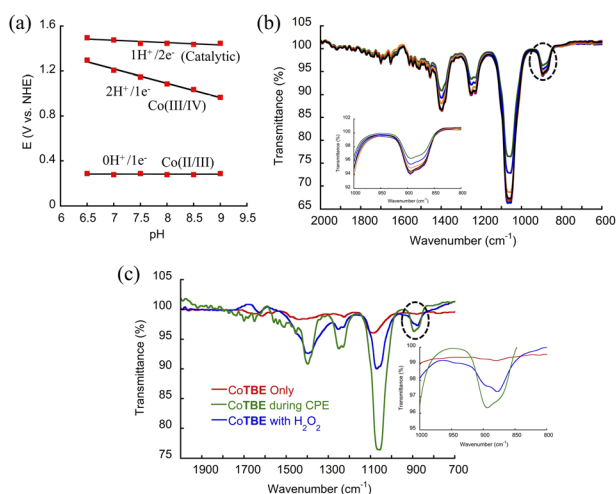 (a)
1.6
1.2
0.8
0.4
0
E (V vs. NHE)
1H⁺/2e⁻ (Catalytic)
2H⁺/1e⁻
Co(III/IV)
0H⁺/1e⁻ Co(II/III)
6 6.5 7 7.5 8 8.5 9 9.5
pH
(b)
105
100
95
90
85
80
75
70
65
Transmittance (%)
102
100
98
96
94
92
Transmittance (%)
1000 950 900 850 800
Wavenumber (cm⁻¹)
2000 1800 1600 1400 1200 1000 800 600
Wavenumber (cm⁻¹)
(c)
105
100
95
90
85
80
75
Transmittance (%)
CoTBE Only
CoTBE during CPE
CoTBE with H₂O₂
1900 1700 1500 1300 1100 900 700
Wavenumber (cm⁻¹)
100
99
98
97
96
95
Transmittance (%)
1000 950 900 850 800
Wavenumber (cm⁻¹)